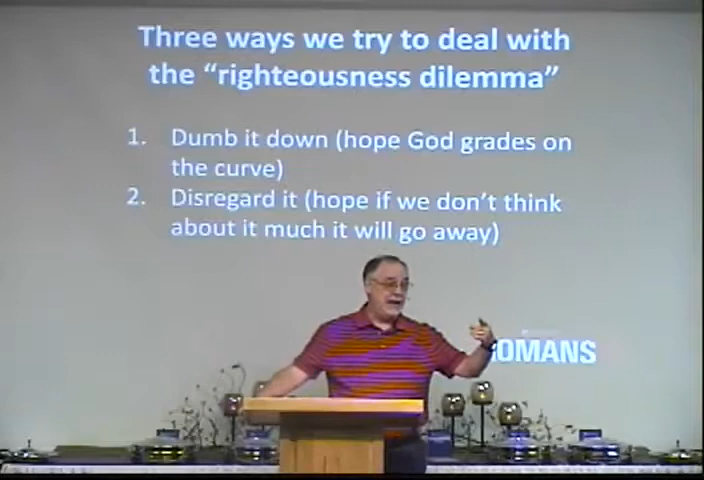 Three ways we try to deal with
the “righteousness dilemma”
1. Dumb it down (hope God grades on
the curve)
2. Disregard it (hope if we don’t think
about it much it will go away)
ROMANS